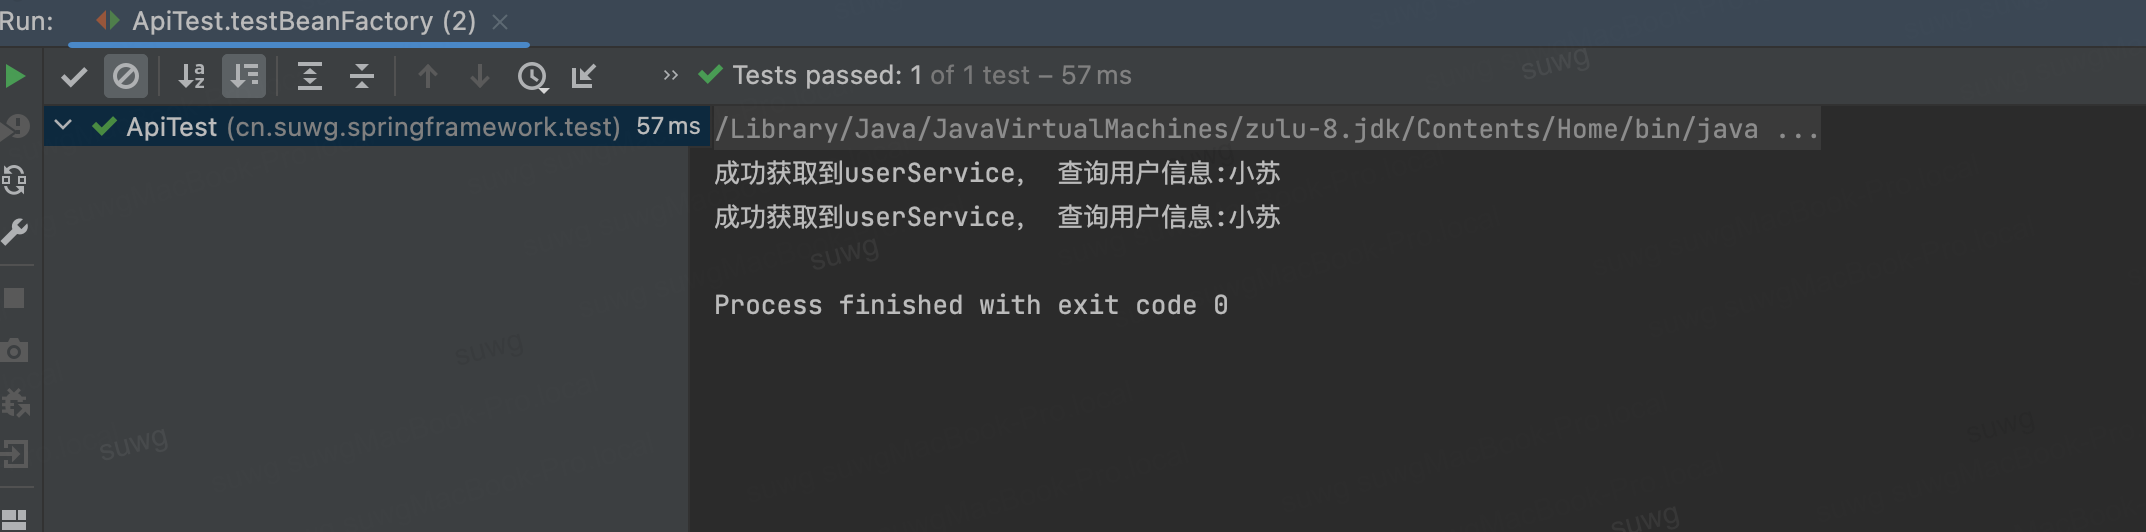 Run: ApiTest.testBeanFactory (2)
Tests passed: 1 of 1 test – 57 ms
ApiTest (cn.suwg.springframework.test) 57 ms
/Library/Java/JavaVirtualMachines/zulu-8.jdk/Contents/Home/bin/java ...
成功获取到userService， 查询用户信息:小苏
成功获取到userService， 查询用户信息:小苏
Process finished with exit code 0
suwg
suwg
suwg
suwg
suwg
suwg